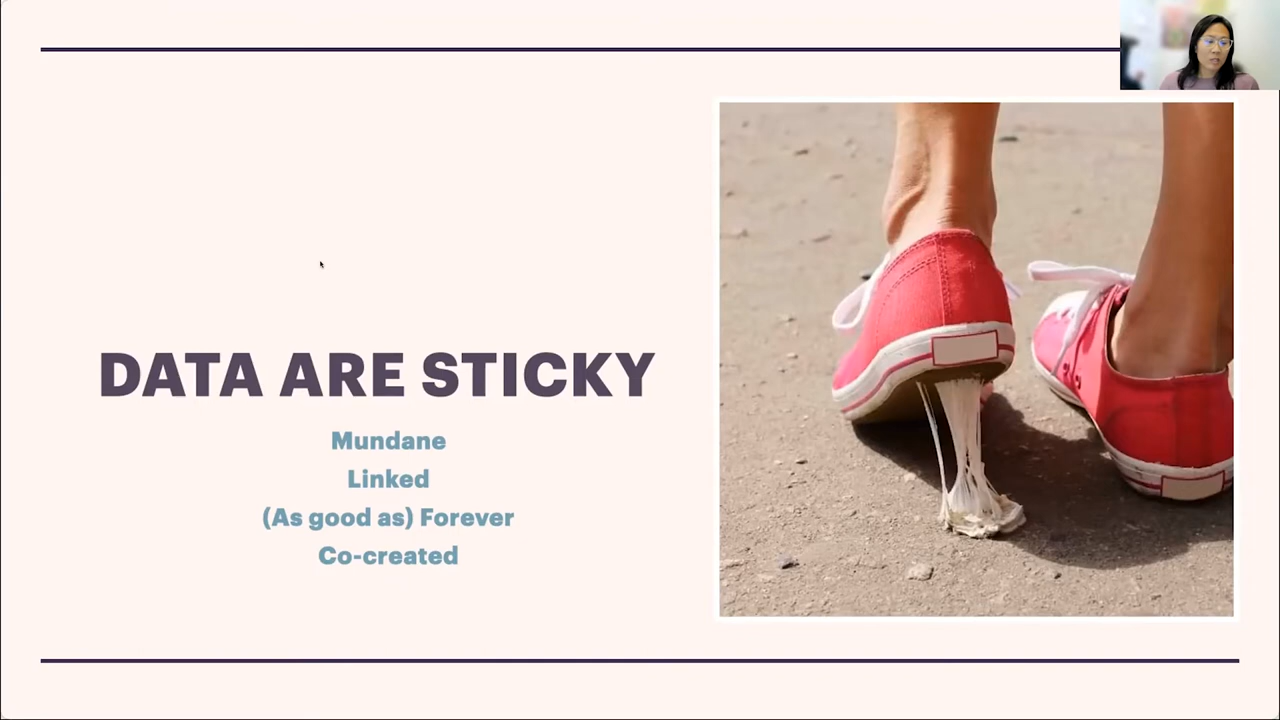 DATA ARE STICKY
Mundane
Linked
(As good as) Forever
Co-created